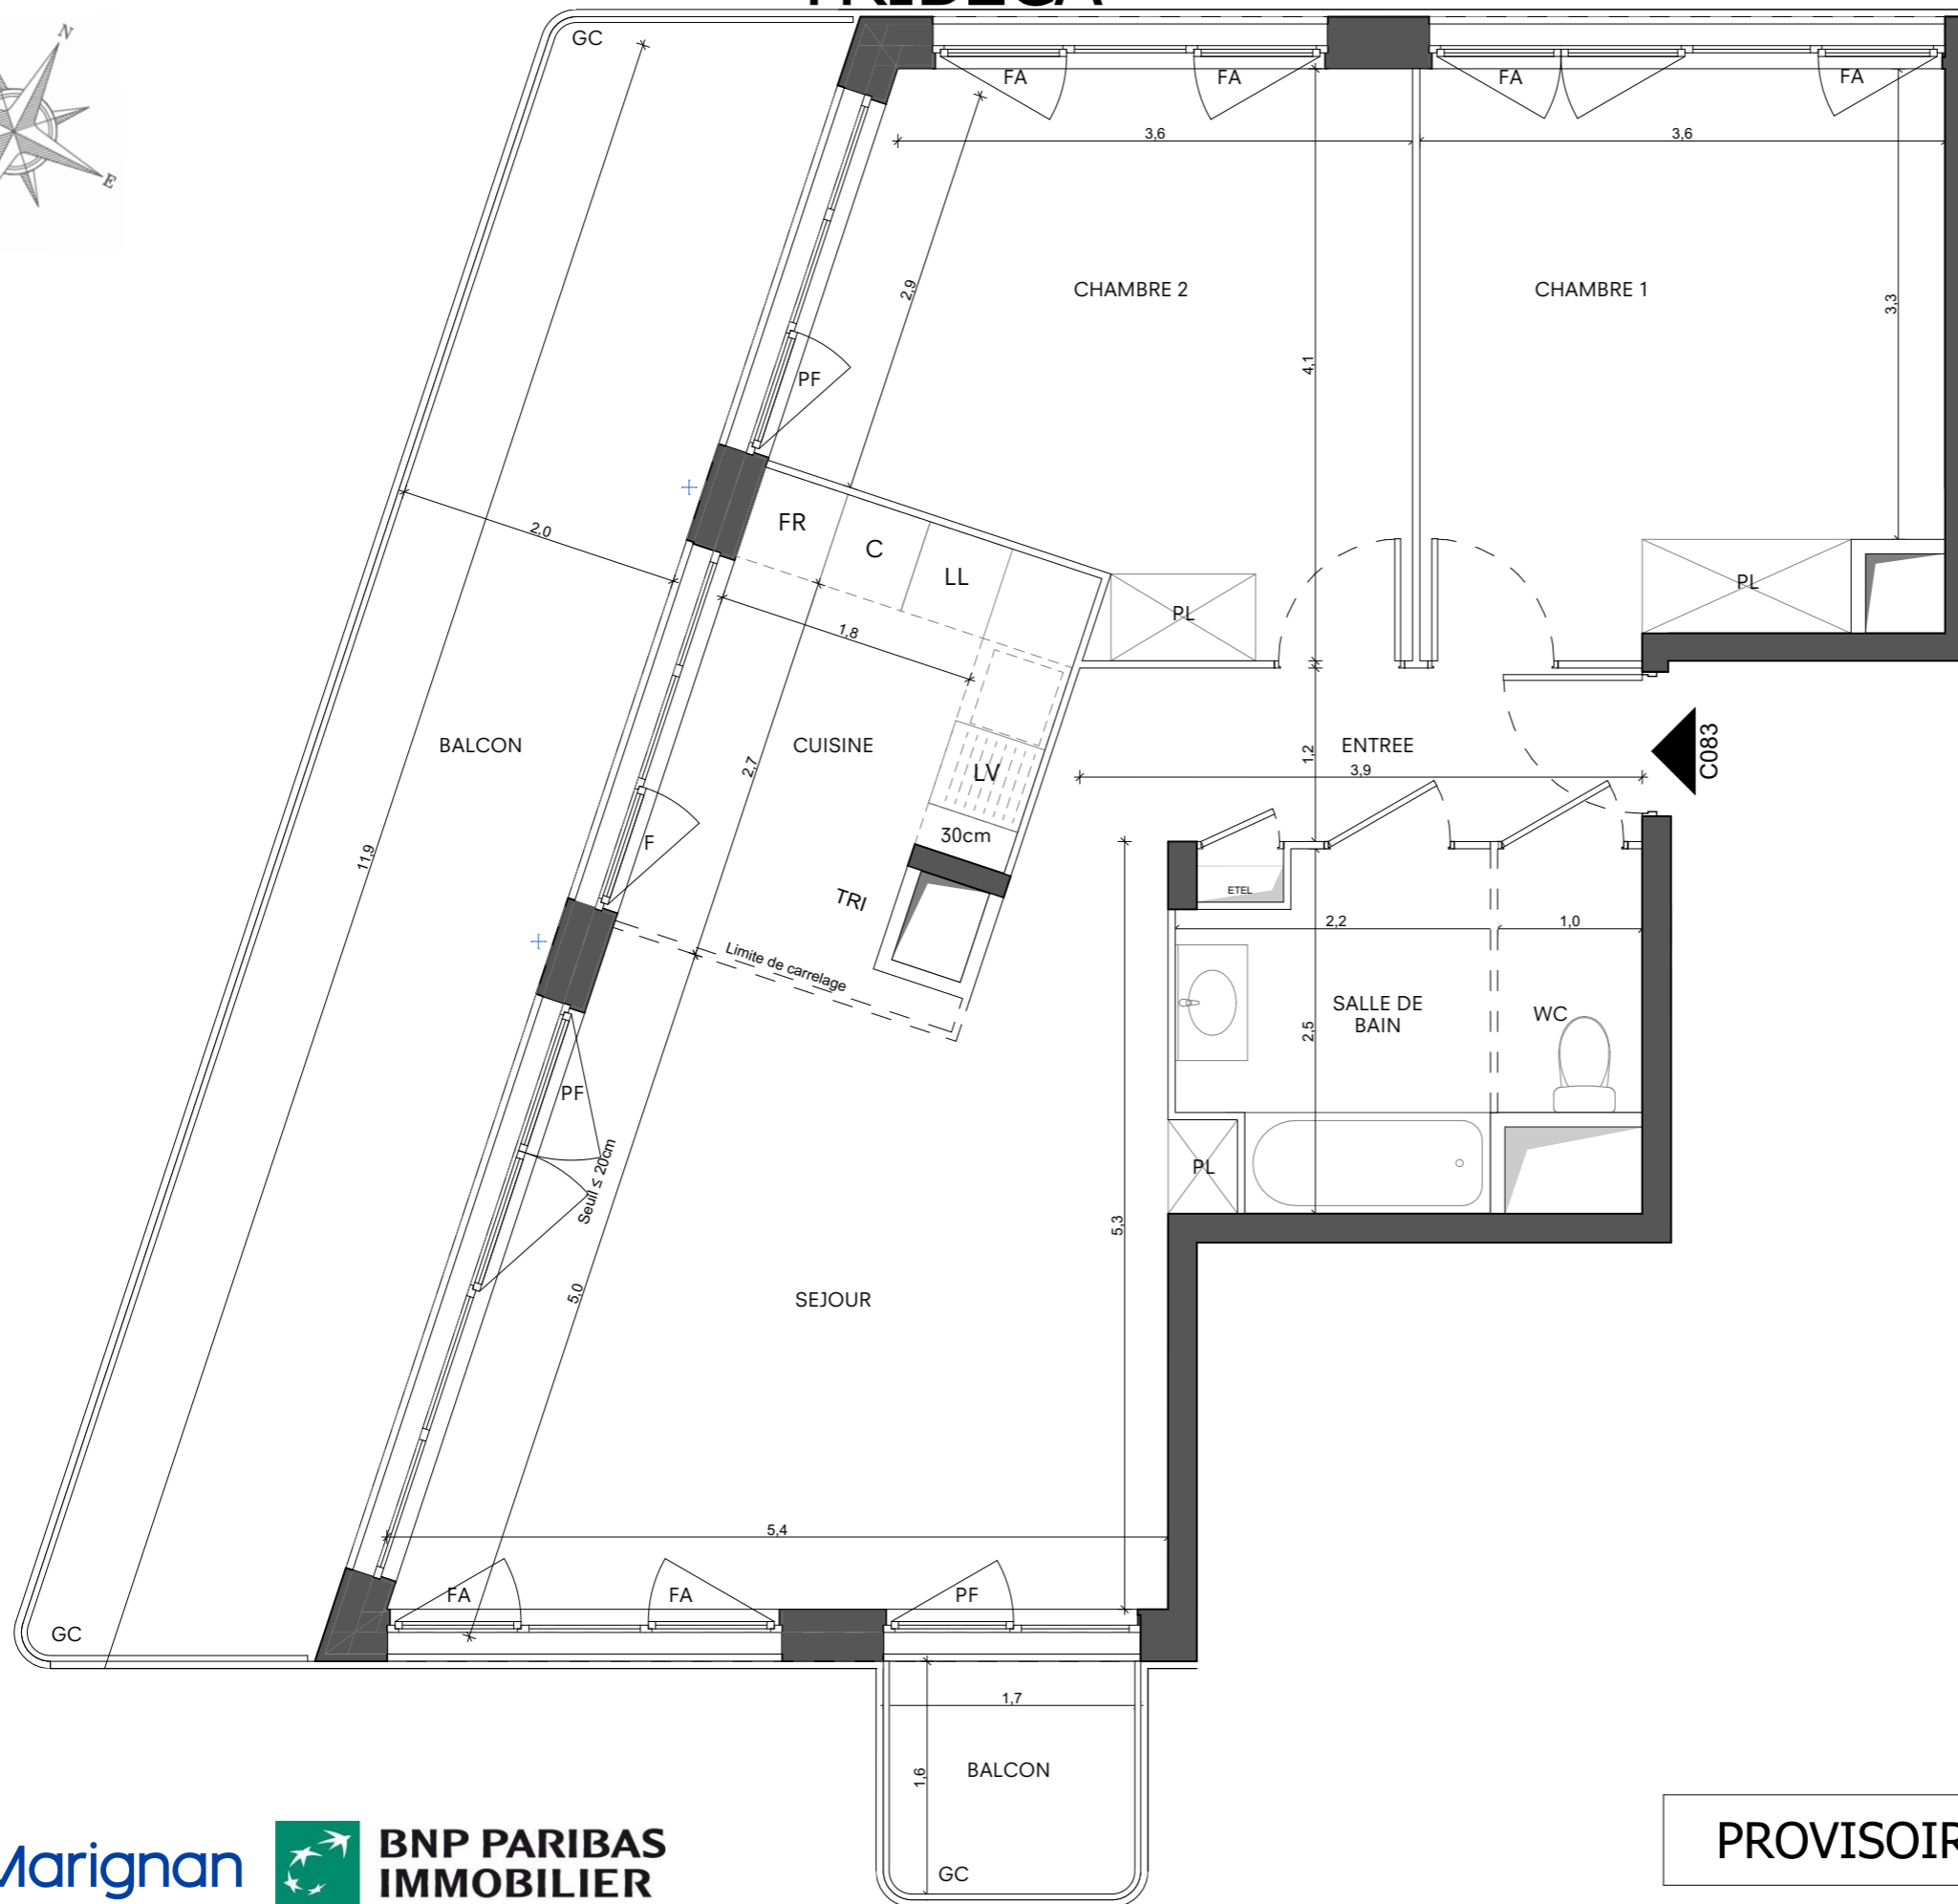 TRIBECA
N
E
GC
FA
FA
FA
FA
3,6
3,6
2,9
CHAMBRE 2
CHAMBRE 1
3,3
4,1
PF
FR
C
LL
2,0
PL
PL
1,8
BALCON
CUISINE
ENTREE
C083
1,2
3,9
2,7
LV
30cm
F
11,9
TRI
ETEL
2,2
1,0
Limite de carrelage
SALLE DE
BAIN
WC
2,5
PF
Seuil ≤ 20cm
PL
5,3
5,0
SEJOUR
5,4
FA
FA
PF
GC
1,7
BALCON
1,6
GC
Marignan
BNP PARIBAS
IMMOBILIER
PROVISOIR